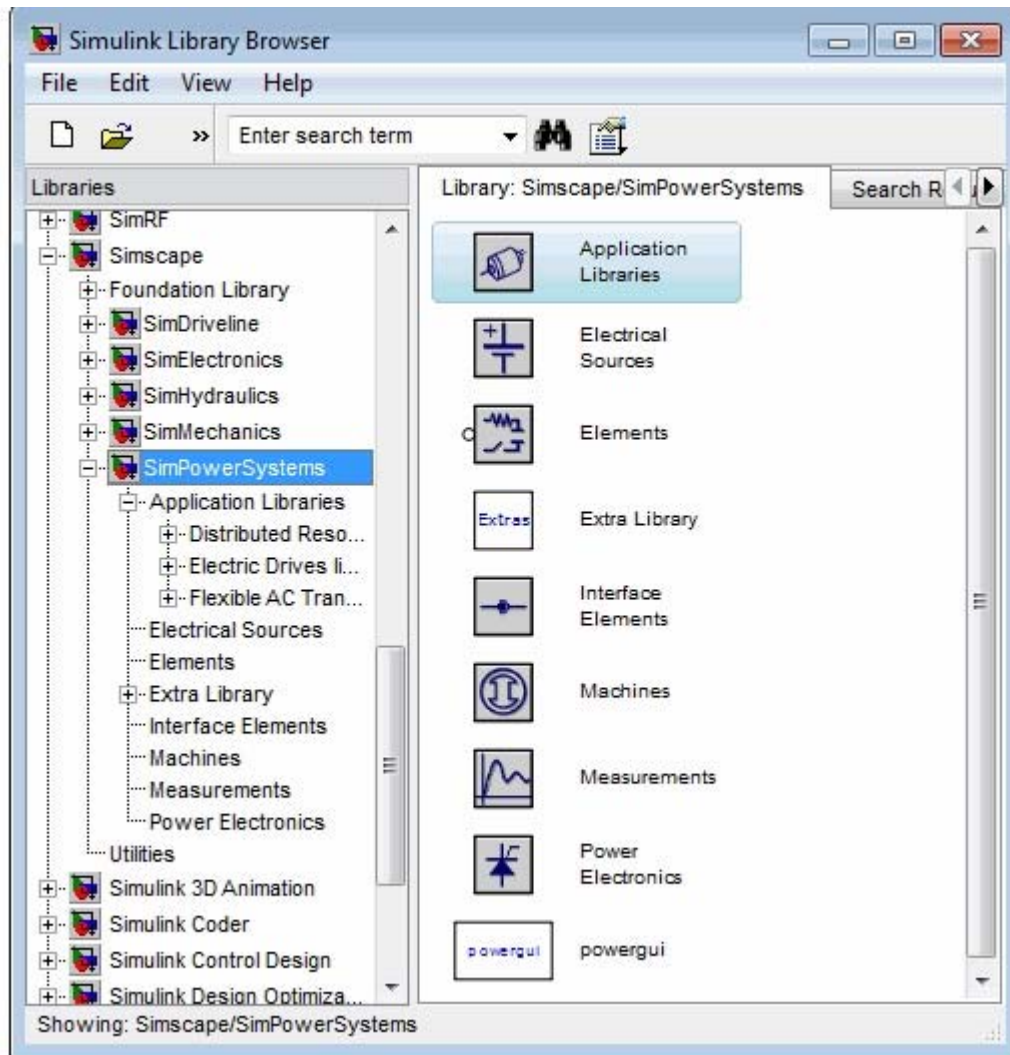 Simulink Library Browser
File Edit View Help
» Enter search term
Libraries
SimRF
Simscape
Foundation Library
SimDriveline
SimElectronics
SimHydraulics
SimMechanics
SimPowerSystems
Application Libraries
Distributed Reso...
Electric Drives li...
Flexible AC Tran...
Electrical Sources
Elements
Extra Library
Interface Elements
Machines
Measurements
Power Electronics
Utilities
Simulink 3D Animation
Simulink Coder
Simulink Control Design
Simulink Design Optimiza...
Library: Simscape/SimPowerSystems
Search R
Application
Libraries
Electrical
Sources
Elements
Extras
Extra Library
Interface
Elements
Machines
Measurements
Power
Electronics
powergui
powergui
Showing: Simscape/SimPowerSystems